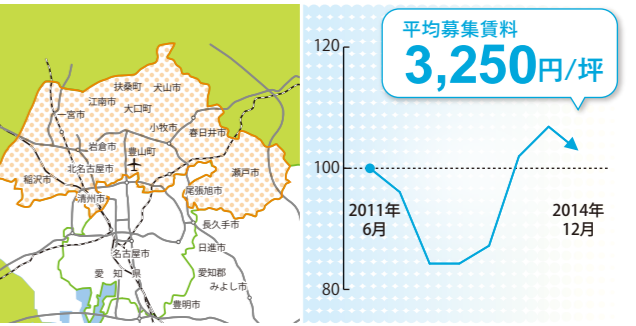 扶桑町
犬山市
江南市
大口町
一宮市
小牧市
春日井市
岩倉市
豊山町
北名古屋市
稲沢市
瀬戸市
清州市
尾張旭市
長久手市
日進市
名古屋市
愛知県
愛知郡
みよし市
豊明市
平均募集賃料
3,250円/坪
120
100
80
2011年
6月
2014年
12月